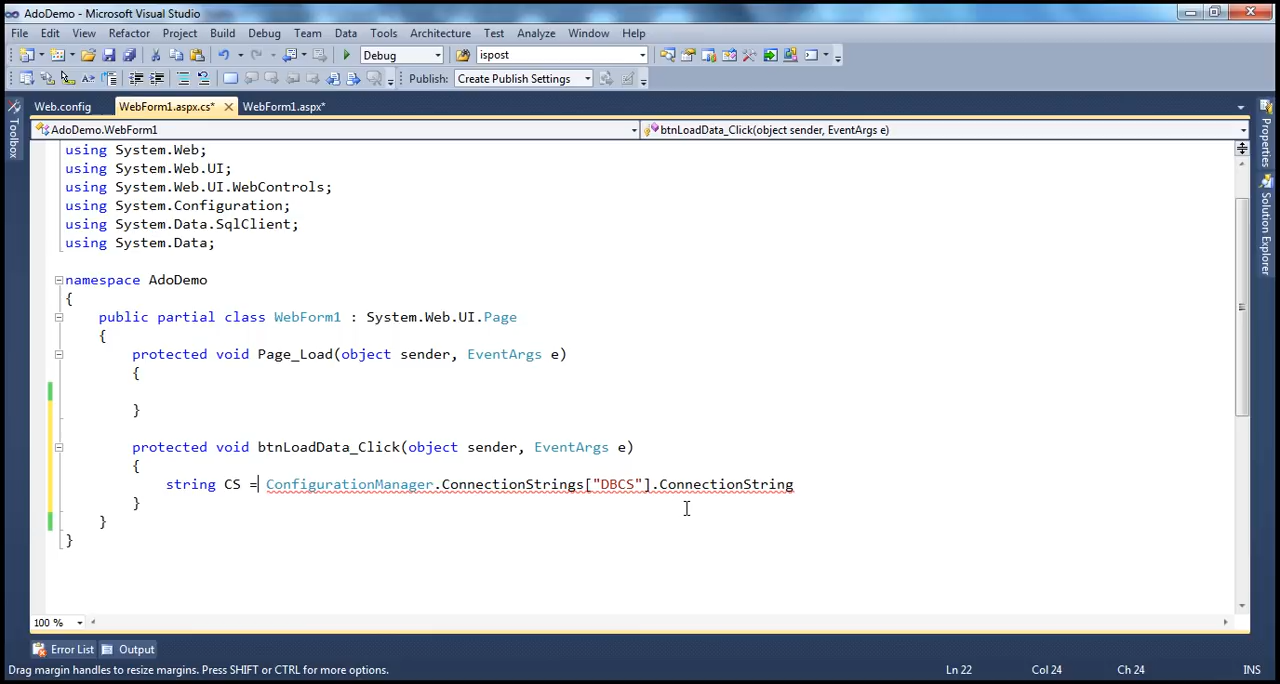 AdoDemo - Microsoft Visual Studio
File Edit View Refactor Project Build Debug Team Data Tools Architecture Test Analyze Window Help
Debug ispost
Publish: Create Publish Settings
Web.config WebForm1.aspx.cs* WebForm1.aspx*
AdoDemo.WebForm1 btnLoadData_Click(object sender, EventArgs e)
Toolbox
Properties
Solution Explorer
using System.Web;
using System.Web.UI;
using System.Web.UI.WebControls;
using System.Configuration;
using System.Data.SqlClient;
using System.Data;
namespace AdoDemo
{
public partial class WebForm1 : System.Web.UI.Page
{
protected void Page_Load(object sender, EventArgs e)
{
}
protected void btnLoadData_Click(object sender, EventArgs e)
{
string CS = ConfigurationManager.ConnectionStrings["DBCS"].ConnectionString
}
}
}
100 %
Error List Output
Drag margin handles to resize margins. Press SHIFT or CTRL for more options. Ln 22 Col 24 Ch 24 INS